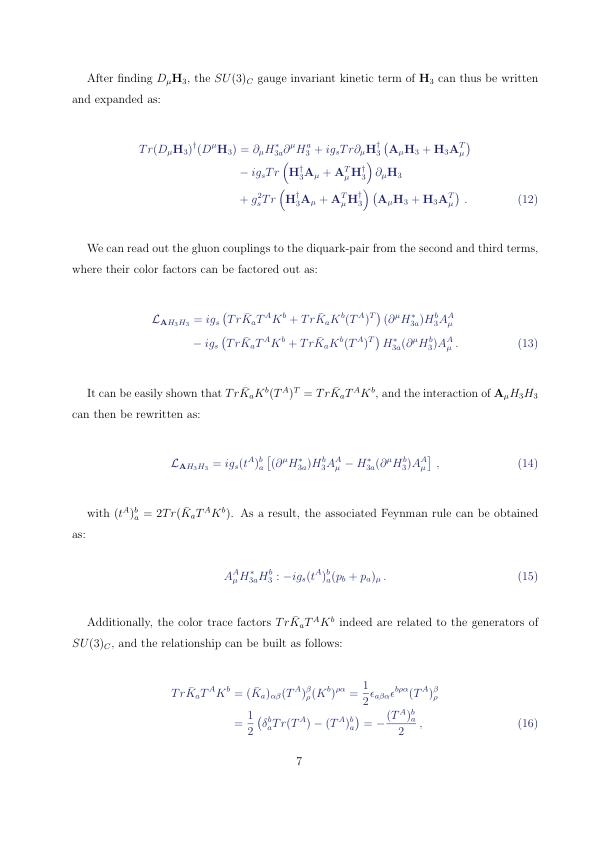 After finding $D_\mu \mathbf{H}_3$, the $SU(3)_C$ gauge invariant kinetic term of $\mathbf{H}_3$ can thus be written
and expanded as:
$Tr(D_\mu \mathbf{H}_3)^\dagger (D^\mu \mathbf{H}_3) = \partial_\mu H^*_{3a} \partial^\mu H^a_3 + ig_s Tr \partial_\mu \mathbf{H}^\dagger_3 \left( \mathbf{A}_\mu \mathbf{H}_3 + \mathbf{H}_3 \mathbf{A}^T_\mu \right)$
$- ig_s Tr \left( \mathbf{H}^\dagger_3 \mathbf{A}_\mu + \mathbf{A}^T_\mu \mathbf{H}^\dagger_3 \right) \partial_\mu \mathbf{H}_3$
$+ g^2_s Tr \left( \mathbf{H}^\dagger_3 \mathbf{A}_\mu + \mathbf{A}^T_\mu \mathbf{H}^\dagger_3 \right) \left( \mathbf{A}_\mu \mathbf{H}_3 + \mathbf{H}_3 \mathbf{A}^T_\mu \right) .$ (12)
We can read out the gluon couplings to the diquark-pair from the second and third terms,
where their color factors can be factored out as:
$\mathcal{L}_{\mathbf{A}H_3H_3} = ig_s \left( Tr \bar{K}_a T^A K^b + Tr \bar{K}_a K^b (T^A)^T \right) (\partial^\mu H^*_{3a}) H^b_3 A^A_\mu$
$- ig_s \left( Tr \bar{K}_a T^A K^b + Tr \bar{K}_a K^b (T^A)^T \right) H^*_{3a} (\partial^\mu H^b_3) A^A_\mu .$ (13)
It can be easily shown that $Tr \bar{K}_a K^b (T^A)^T = Tr \bar{K}_a T^A K^b$, and the interaction of $\mathbf{A}_\mu H_3 H_3$
can then be rewritten as:
$\mathcal{L}_{\mathbf{A}H_3H_3} = ig_s (t^A)^b_a \left[ (\partial^\mu H^*_{3a}) H^b_3 A^A_\mu - H^*_{3a} (\partial^\mu H^b_3) A^A_\mu \right] ,$ (14)
with $(t^A)^b_a = 2Tr(\bar{K}_a T^A K^b)$. As a result, the associated Feynman rule can be obtained
as:
$A^A_\mu H^*_{3a} H^b_3 : -ig_s (t^A)^b_a (p_b + p_a)_\mu .$ (15)
Additionally, the color trace factors $Tr \bar{K}_a T^A K^b$ indeed are related to the generators of
$SU(3)_C$, and the relationship can be built as follows:
$Tr \bar{K}_a T^A K^b = (\bar{K}_a)_{\alpha\beta} (T^A)^\beta_\rho (K^b)^{\rho\alpha} = \frac{1}{2} \epsilon_{a\beta\alpha} \epsilon^{b\rho\alpha} (T^A)^\beta_\rho$
$= \frac{1}{2} \left( \delta^b_a Tr(T^A) - (T^A)^b_a \right) = -\frac{(T^A)^b_a}{2} ,$ (16)
7